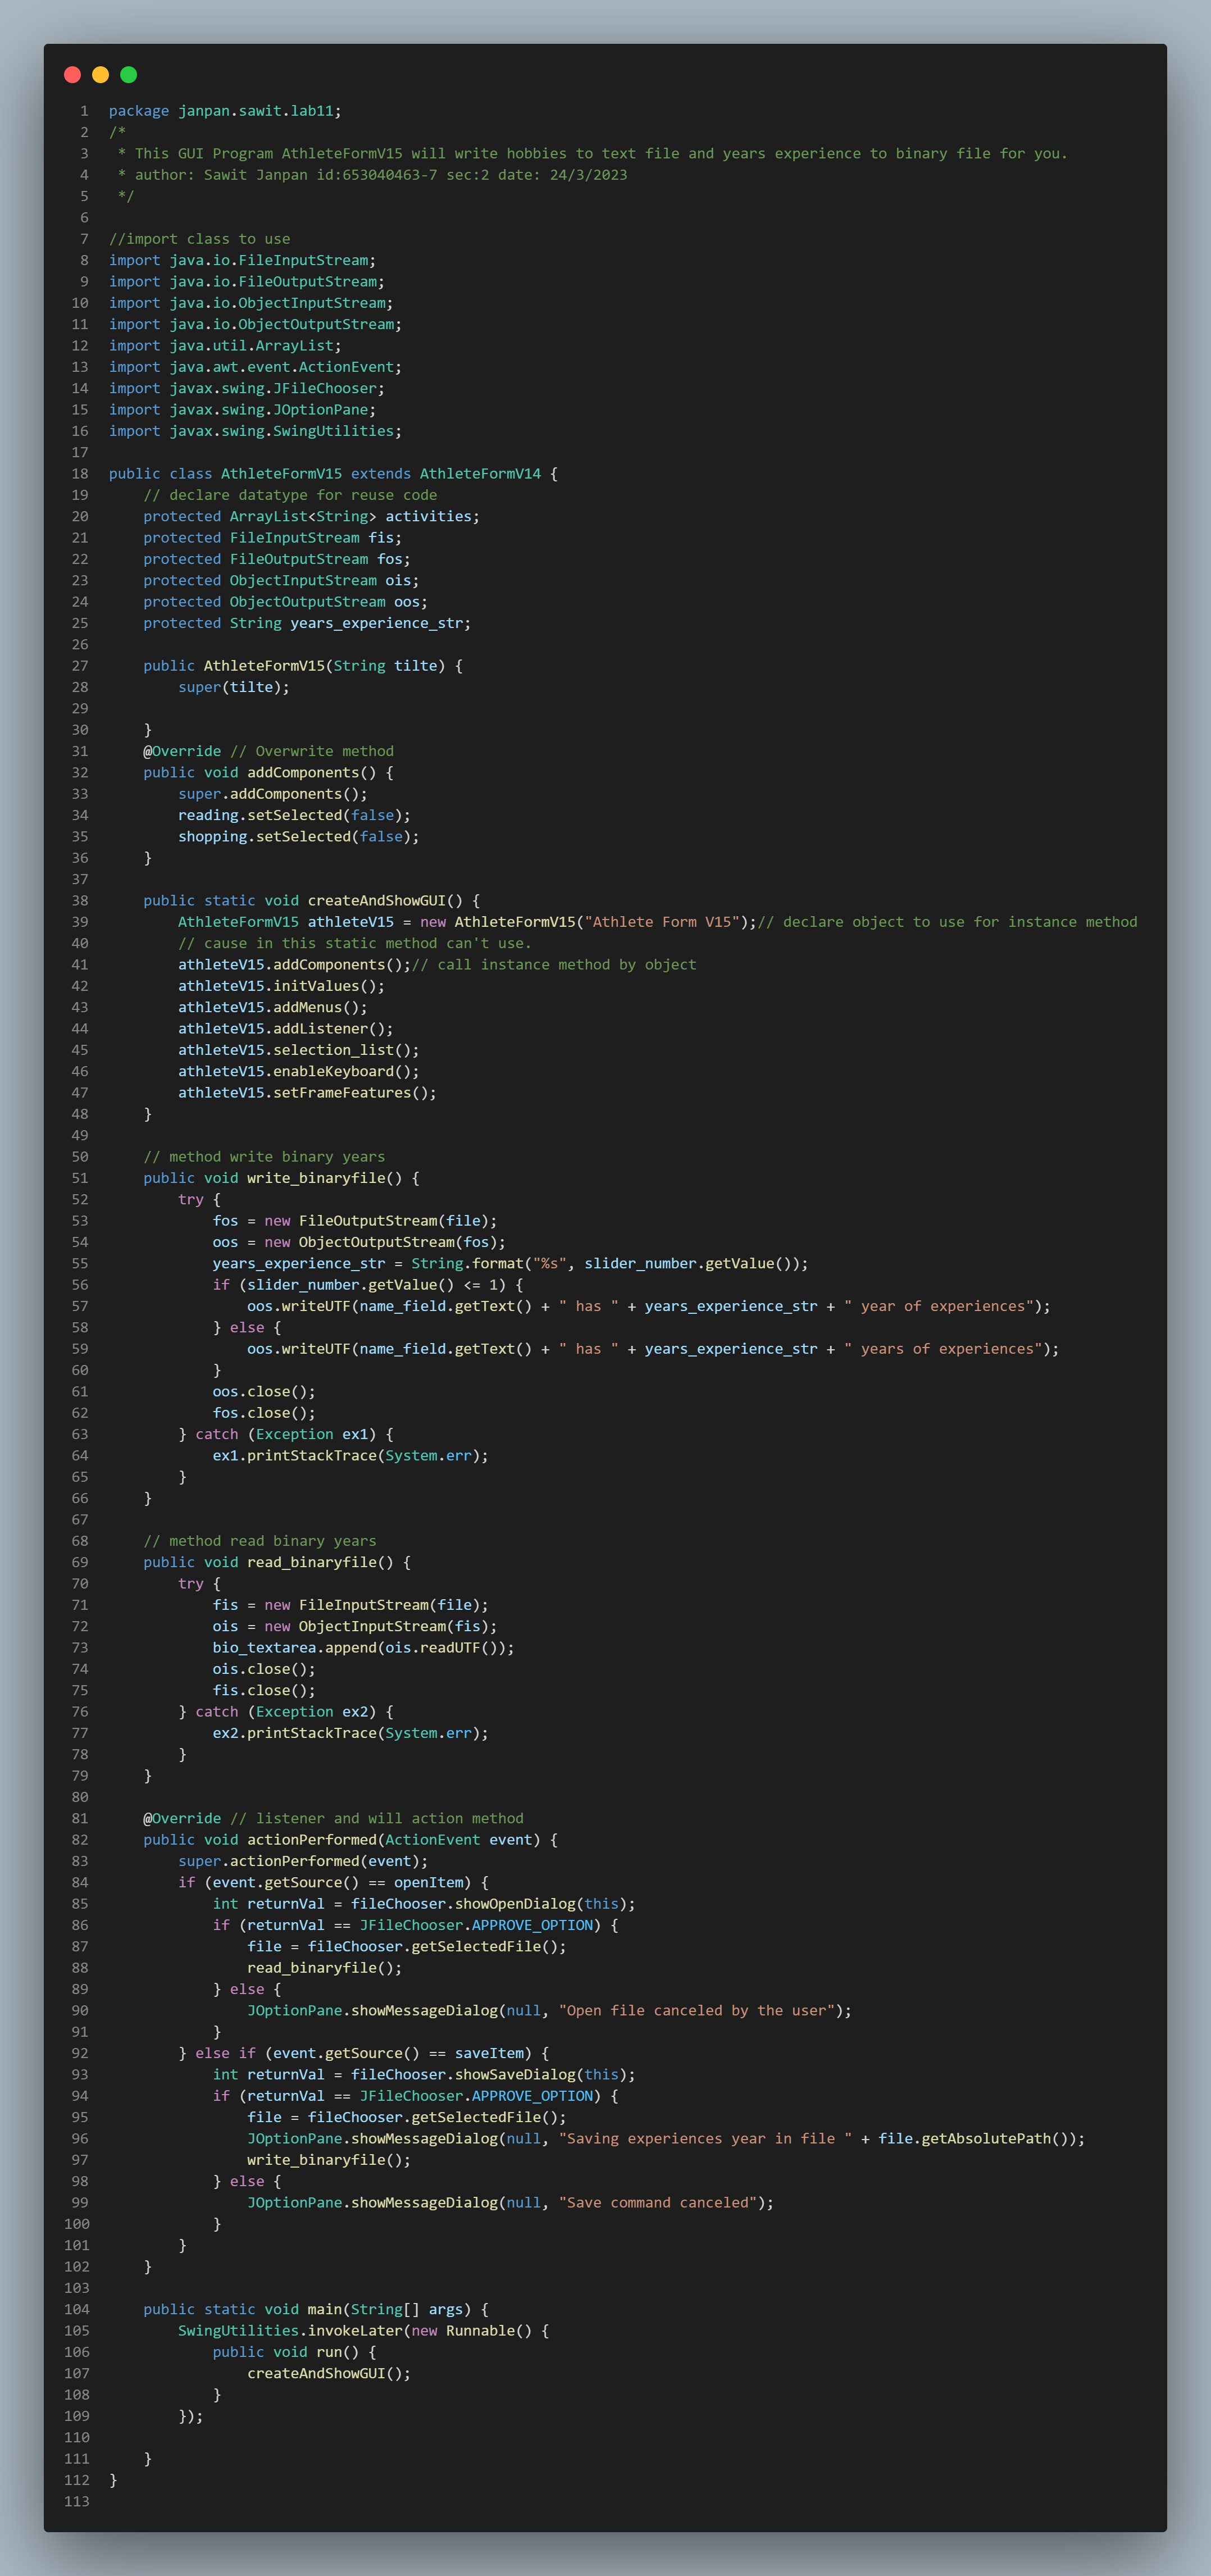 1 package janpan.sawit.lab11;
2 /*
3  * This GUI Program AthleteFormV15 will write hobbies to text file and years experience to binary file for you.
4  * author: Sawit Janpan id:653040463-7 sec:2 date: 24/3/2023
5  */
6
7 //import class to use
8 import java.io.FileInputStream;
9 import java.io.FileOutputStream;
10 import java.io.ObjectInputStream;
11 import java.io.ObjectOutputStream;
12 import java.util.ArrayList;
13 import java.awt.event.ActionEvent;
14 import javax.swing.JFileChooser;
15 import javax.swing.JOptionPane;
16 import javax.swing.SwingUtilities;
17
18 public class AthleteFormV15 extends AthleteFormV14 {
19     // declare datatype for reuse code
20     protected ArrayList<String> activities;
21     protected FileInputStream fis;
22     protected FileOutputStream fos;
23     protected ObjectInputStream ois;
24     protected ObjectOutputStream oos;
25     protected String years_experience_str;
26
27     public AthleteFormV15(String tilte) {
28         super(tilte);
29
30     }
31     @Override // Overwrite method
32     public void addComponents() {
33         super.addComponents();
34         reading.setSelected(false);
35         shopping.setSelected(false);
36     }
37
38     public static void createAndShowGUI() {
39         AthleteFormV15 athleteV15 = new AthleteFormV15("Athlete Form V15");// declare object to use for instance method
40         // cause in this static method can't use.
41         athleteV15.addComponents();// call instance method by object
42         athleteV15.initValues();
43         athleteV15.addMenus();
44         athleteV15.addListener();
45         athleteV15.selection_list();
46         athleteV15.enableKeyboard();
47         athleteV15.setFrameFeatures();
48     }
49
50     // method write binary years
51     public void write_binaryfile() {
52         try {
53             fos = new FileOutputStream(file);
54             oos = new ObjectOutputStream(fos);
55             years_experience_str = String.format("%s", slider_number.getValue());
56             if (slider_number.getValue() <= 1) {
57                 oos.writeUTF(name_field.getText() + " has " + years_experience_str + " year of experiences");
58             } else {
59                 oos.writeUTF(name_field.getText() + " has " + years_experience_str + " years of experiences");
60             }
61             oos.close();
62             fos.close();
63         } catch (Exception ex1) {
64             ex1.printStackTrace(System.err);
65         }
66     }
67
68     // method read binary years
69     public void read_binaryfile() {
70         try {
71             fis = new FileInputStream(file);
72             ois = new ObjectInputStream(fis);
73             bio_textarea.append(ois.readUTF());
74             ois.close();
75             fis.close();
76         } catch (Exception ex2) {
77             ex2.printStackTrace(System.err);
78         }
79     }
80
81     @Override // listener and will action method
82     public void actionPerformed(ActionEvent event) {
83         super.actionPerformed(event);
84         if (event.getSource() == openItem) {
85             int returnVal = fileChooser.showOpenDialog(this);
86             if (returnVal == JFileChooser.APPROVE_OPTION) {
87                 file = fileChooser.getSelectedFile();
88                 read_binaryfile();
89             } else {
90                 JOptionPane.showMessageDialog(null, "Open file canceled by the user");
91             }
92         } else if (event.getSource() == saveItem) {
93             int returnVal = fileChooser.showSaveDialog(this);
94             if (returnVal == JFileChooser.APPROVE_OPTION) {
95                 file = fileChooser.getSelectedFile();
96                 JOptionPane.showMessageDialog(null, "Saving experiences year in file " + file.getAbsolutePath());
97                 write_binaryfile();
98             } else {
99                 JOptionPane.showMessageDialog(null, "Save command canceled");
100             }
101         }
102     }
103
104     public static void main(String[] args) {
105         SwingUtilities.invokeLater(new Runnable() {
106             public void run() {
107                 createAndShowGUI();
108             }
109         });
110
111     }
112 }
113